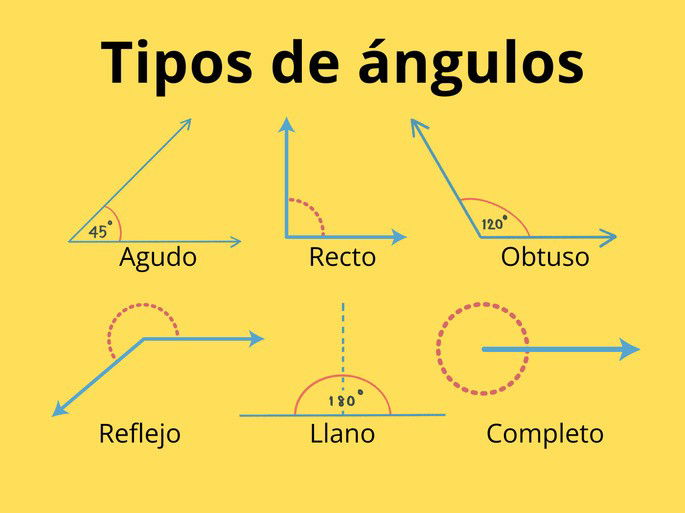 Tipos de ángulos
45°
120°
Agudo
Recto
Obtuso
180°
Reflejo
Llano
Completo